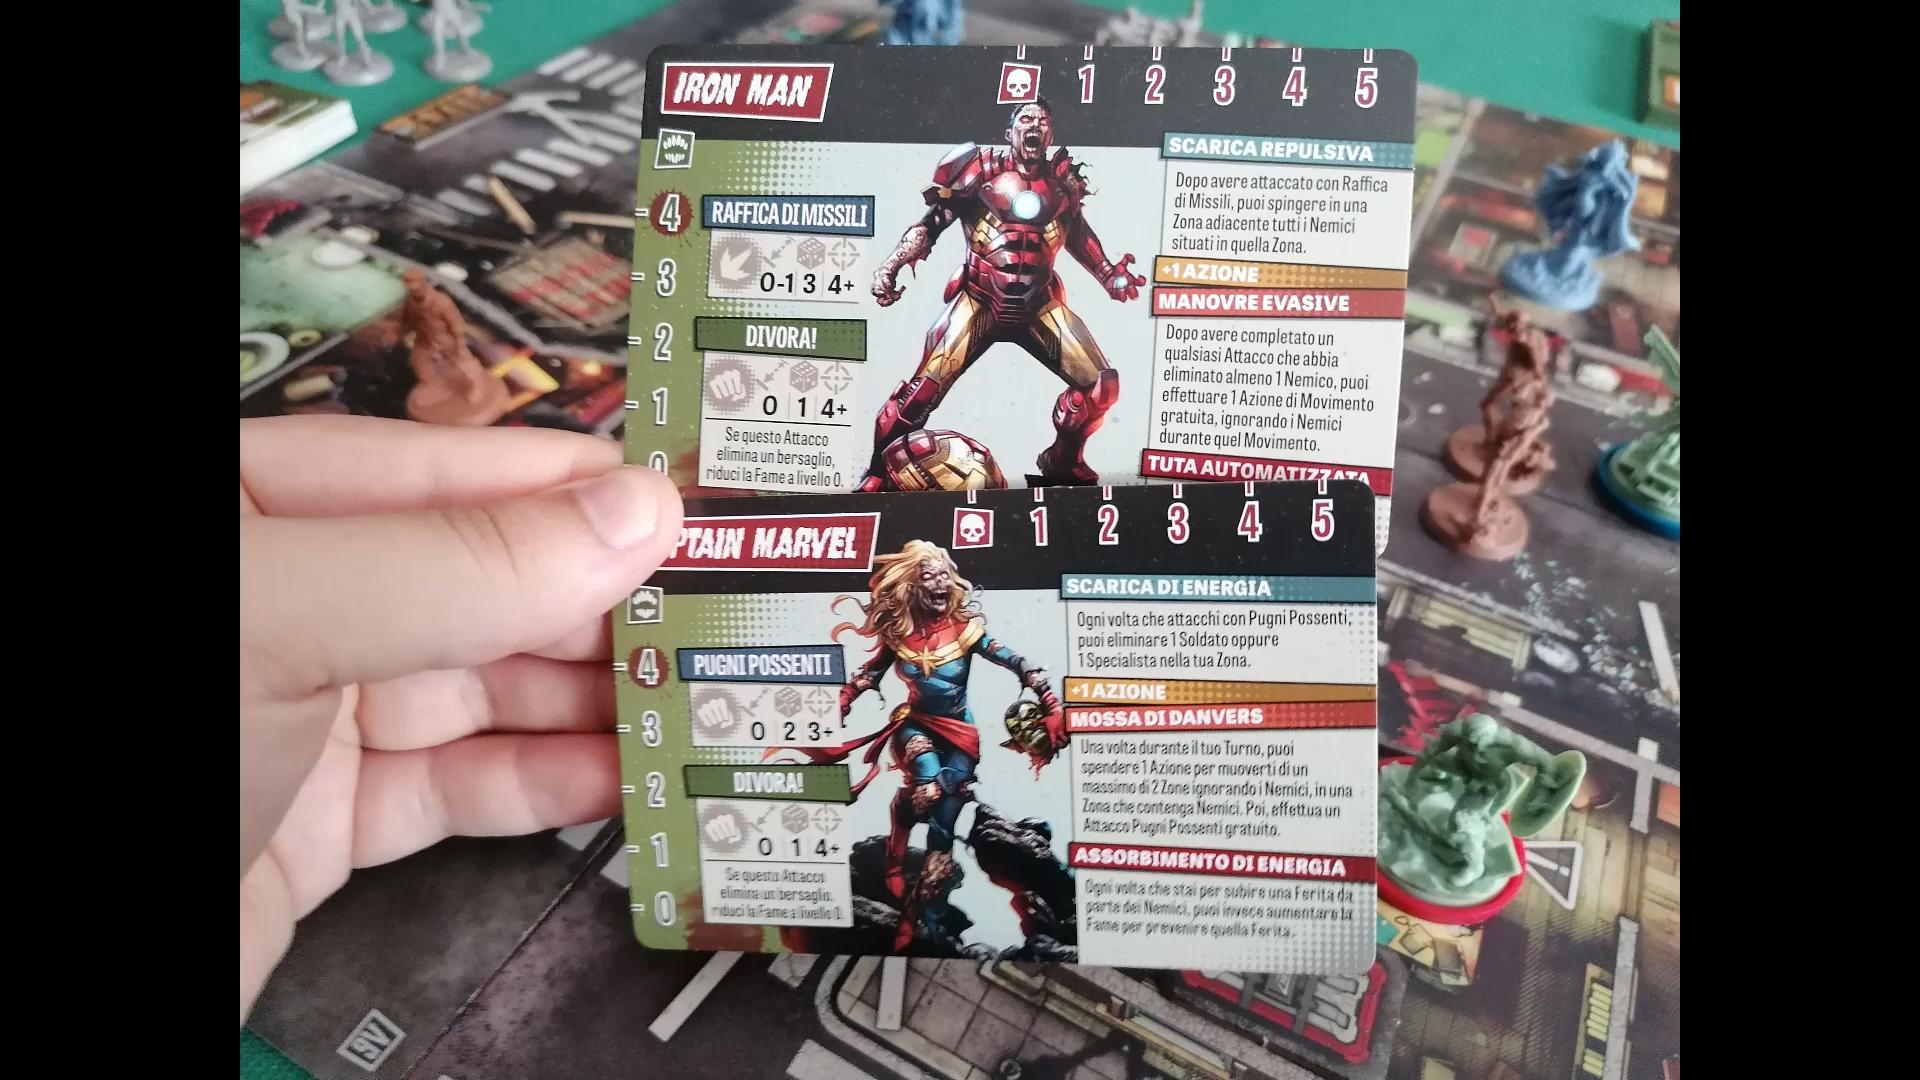 IRON MAN
1 2 3 4 5
4
3
2
1
0
RAFFICA DI MISSILI
0-1 3 4+
DIVORA!
0 1 4+
Se questo Attacco
elimina un bersaglio,
riduci la Fame a livello 0.
SCARICA REPULSIVA
Dopo avere attaccato con Raffica
di Missili, puoi spingere in una
Zona adiacente tutti i Nemici
situati in quella Zona.
+1 AZIONE
MANOVRE EVASIVE
Dopo avere completato un
qualsiasi Attacco che abbia
eliminato almeno 1 Nemico, puoi
effettuare 1 Azione di Movimento
gratuita, ignorando i Nemici
durante quel Movimento.
TUTA AUTOMATIZZATA
PTAIN MARVEL
1 2 3 4 5
4
3
2
1
0
PUGNI POSSENTI
0 2 3+
DIVORA!
0 1 4+
Se questo Attacco
elimina un bersaglio,
riduci la Fame a livello 0.
SCARICA DI ENERGIA
Ogni volta che attacchi con Pugni Possenti,
puoi eliminare 1 Soldato oppure
1 Specialista nella tua Zona.
+1 AZIONE
MOSSA DI DANVERS
Una volta durante il tuo Turno, puoi
spendere 1 Azione per muoverti di un
massimo di 2 Zone ignorando i Nemici, in una
Zona che contenga Nemici. Poi, effettua un
Attacco Pugni Possenti gratuito.
ASSORBIMENTO DI ENERGIA
Ogni volta che stai per subire una Ferita da
parte dei Nemici, puoi invece aumentare la
Fame per prevenire quella Ferita.